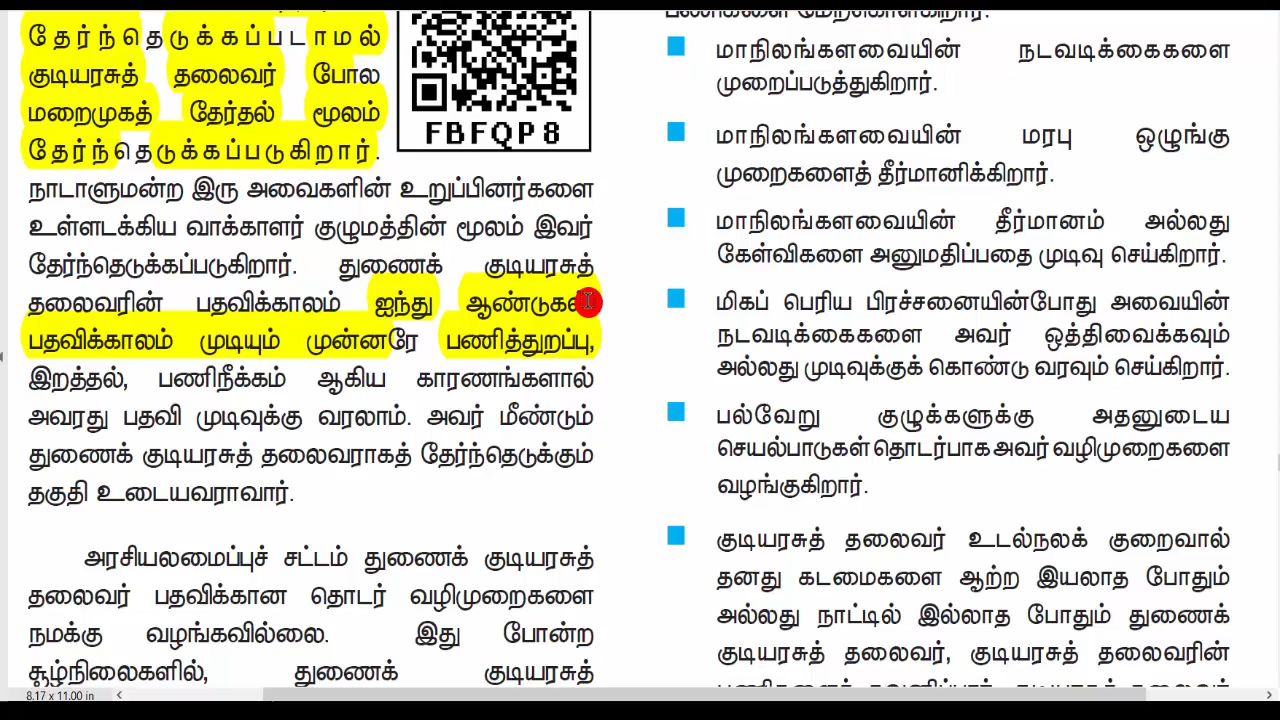 தேர்ந்தெடுக்கப்படாமல்
குடியரசுத் தலைவர் போல
மறைமுகத் தேர்தல் மூலம்
தேர்ந்தெடுக்கப்படுகிறார்.
FBFQP8
நாடாளுமன்ற இரு அவைகளின் உறுப்பினர்களை
உள்ளடக்கிய வாக்காளர் குழுமத்தின் மூலம் இவர்
தேர்ந்தெடுக்கப்படுகிறார். துணைக் குடியரசுத்
தலைவரின் பதவிக்காலம் ஐந்து
பதவிக்காலம் முடியும் முன்னரே பணித்துறப்பு,
இறத்தல், பணிநீக்கம் ஆகிய காரணங்களால்
அவரது பதவி முடிவுக்கு வரலாம். அவர் மீண்டும்
துணைக் குடியரசுத் தலைவராகத் தேர்ந்தெடுக்கும்
தகுதி உடையவராவார்.
அரசியலமைப்புச் சட்டம் துணைக் குடியரசுத்
தலைவர் பதவிக்கான தொடர் வழிமுறைகளை
நமக்கு வழங்கவில்லை. இது போன்ற
சூழ்நிலைகளில், துணைக் குடியரசுத்
மாநிலங்களவையின் நடவடிக்கைகளை
முறைப்படுத்துகிறார்.
மாநிலங்களவையின் மரபு ஒழுங்கு
முறைகளைத் தீர்மானிக்கிறார்.
மாநிலங்களவையின் தீர்மானம் அல்லது
கேள்விகளை அனுமதிப்பதை முடிவு செய்கிறார்.
மிகப் பெரிய பிரச்சனையின்போது அவையின்
நடவடிக்கைகளை அவர் ஒத்திவைக்கவும்
அல்லது முடிவுக்குக் கொண்டு வரவும் செய்கிறார்.
பல்வேறு குழுக்களுக்கு அதனுடைய
செயல்பாடுகள் தொடர்பாக அவர் வழிமுறைகளை
வழங்குகிறார்.
குடியரசுத் தலைவர் உடல்நலக் குறைவால்
தனது கடமைகளை ஆற்ற இயலாத போதும்
அல்லது நாட்டில் இல்லாத போதும் துணைக்
குடியரசுத் தலைவர், குடியரசுத் தலைவரின்
8.17 x 11.00 in